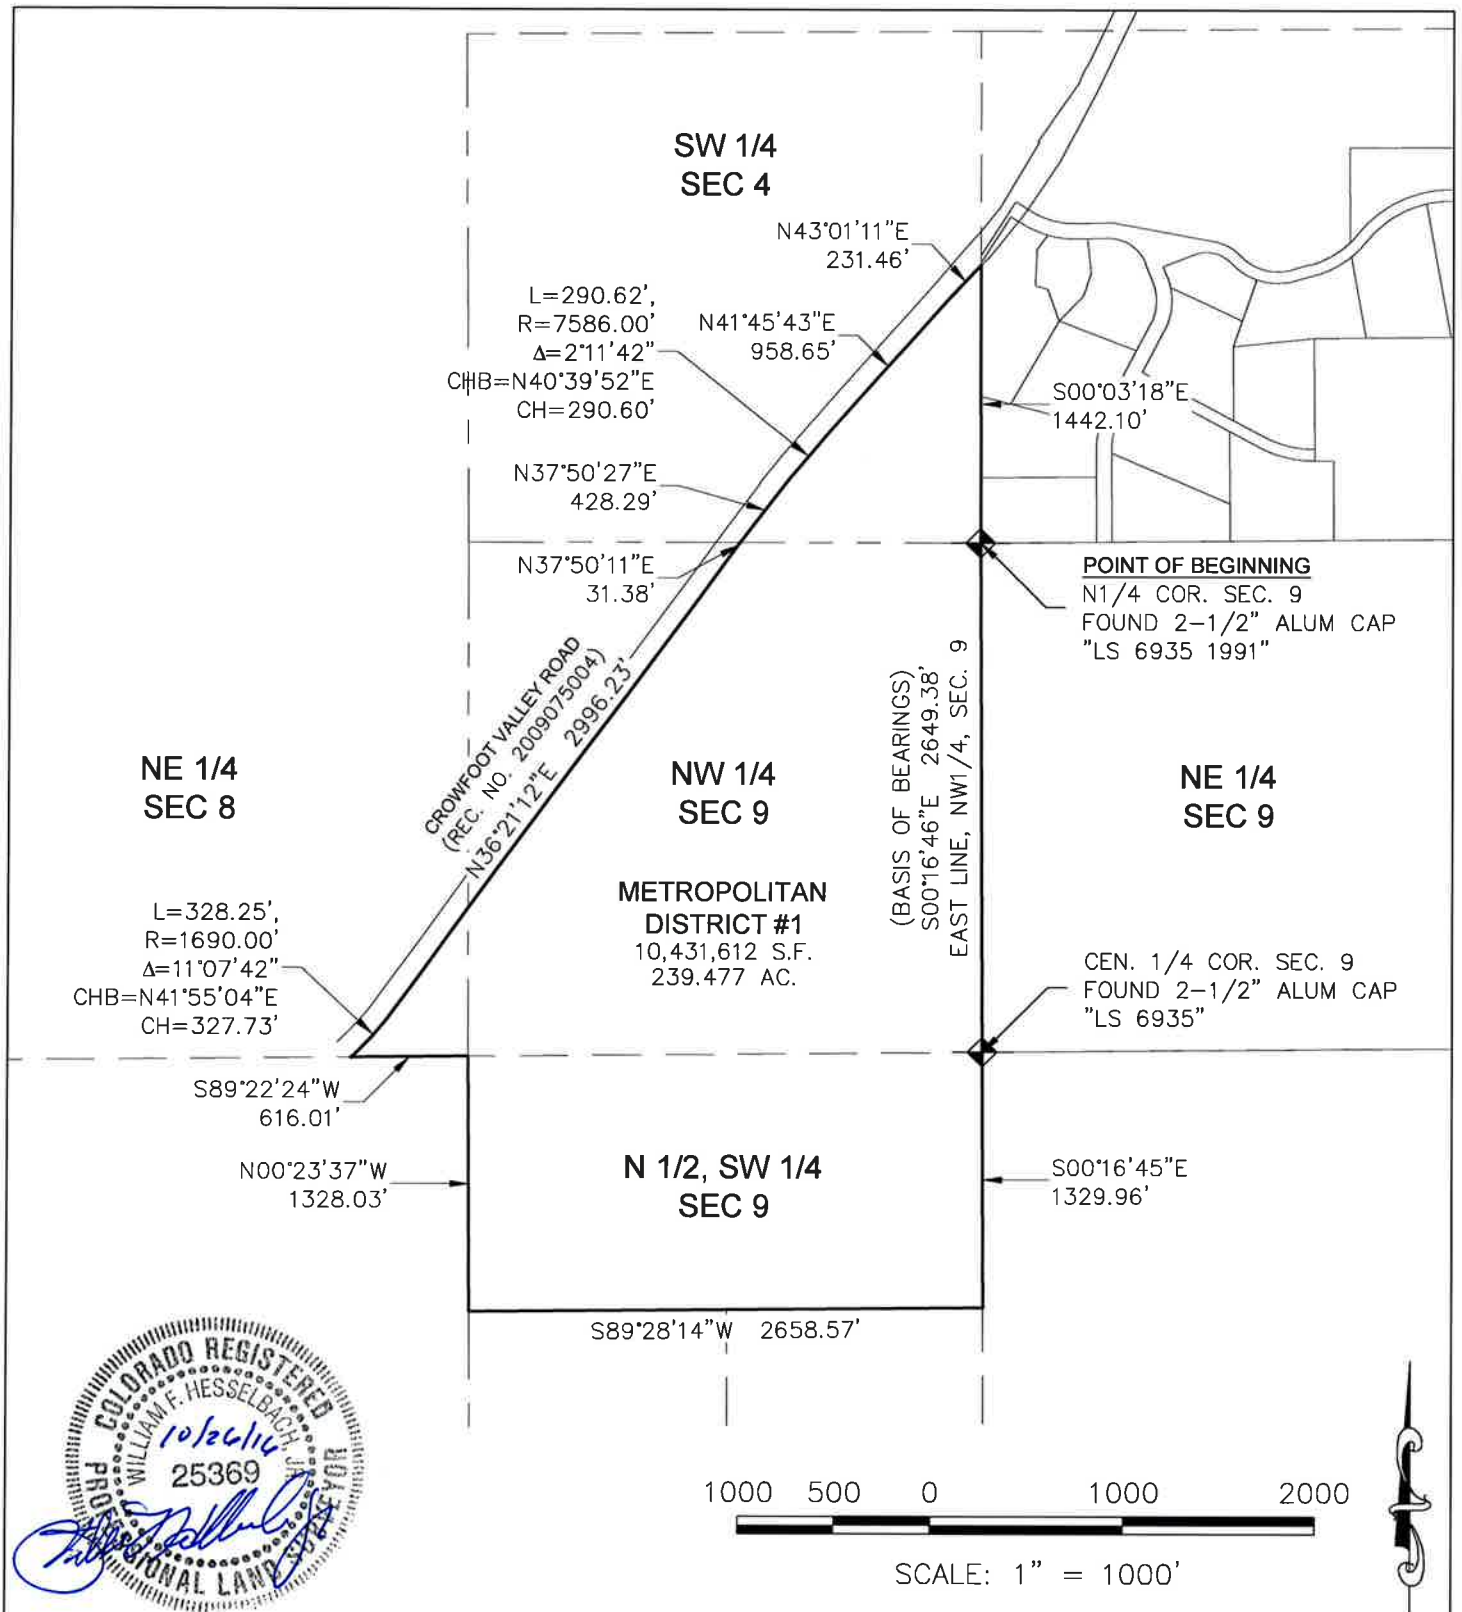 SW 1/4
SEC 4
N43°01'11"E
231.46'
L=290.62',
R=7586.00'
Δ=2°11'42"
CHB=N40°39'52"E
CH=290.60'
N41°45'43"E
958.65'
S00°03'18"E
1442.10'
N37°50'27"E
428.29'
N37°50'11"E
31.38'
POINT OF BEGINNING
N1/4 COR. SEC. 9
FOUND 2-1/2" ALUM CAP
"LS 6935 1991"
CROWFOOT VALLEY ROAD
(REC. NO. 2009075004)
N36°21'12"E 2996.23'
(BASIS OF BEARINGS)
S00°16'46"E 2649.38'
EAST LINE, NW1/4, SEC. 9
NE 1/4
SEC 8
NW 1/4
SEC 9
NE 1/4
SEC 9
METROPOLITAN
DISTRICT #1
10,431,612 S.F.
239.477 AC.
L=328.25',
R=1690.00'
Δ=11°07'42"
CHB=N41°55'04"E
CH=327.73'
CEN. 1/4 COR. SEC. 9
FOUND 2-1/2" ALUM CAP
"LS 6935"
S89°22'24"W
616.01'
N00°23'37"W
1328.03'
N 1/2, SW 1/4
SEC 9
S00°16'45"E
1329.96'
S89°28'14"W 2658.57'
COLORADO REGISTERED
WILLIAM F. HESSELBACH, JR.
10/26/16
25369
PROFESSIONAL LAND SURVEYOR
1000 500 0 1000 2000
SCALE: 1" = 1000'